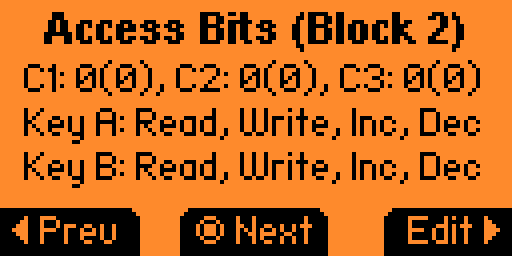 Access Bits (Block 2)
C1: 0(0), C2: 0(0), C3: 0(0)
Key A: Read, Write, Inc, Dec
Key B: Read, Write, Inc, Dec
Prev Next Edit